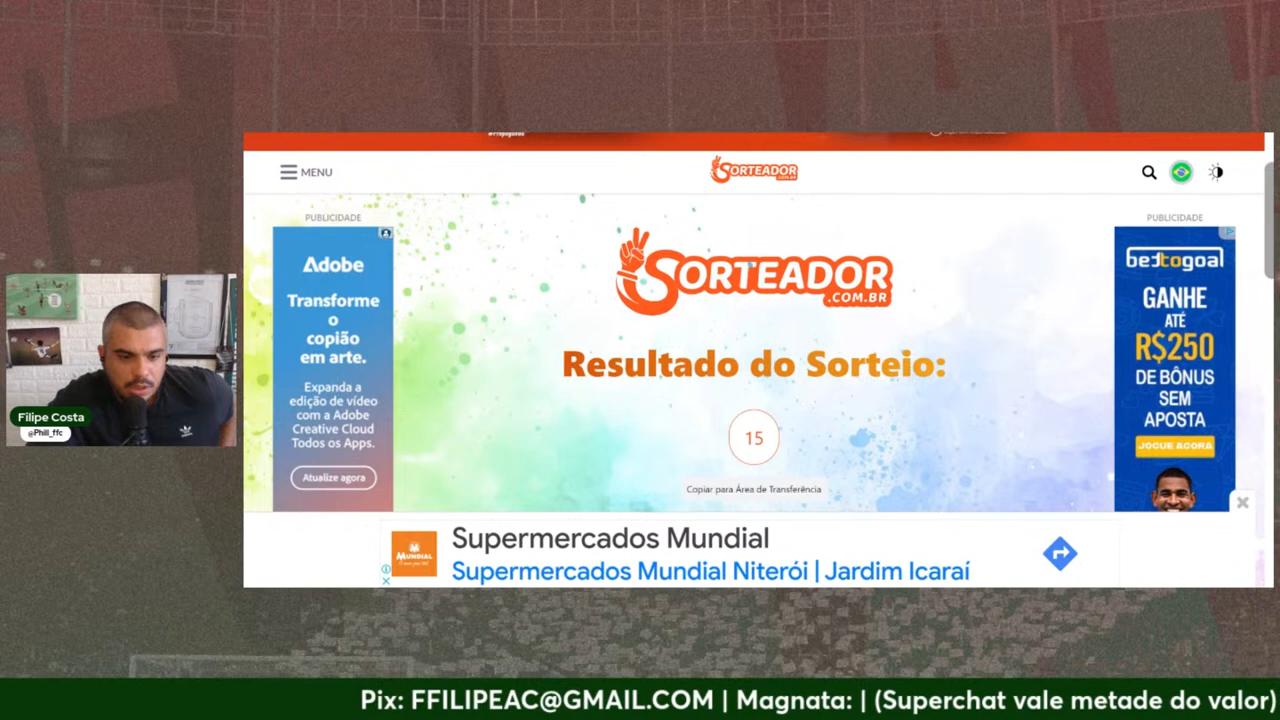 MENU
SORTEADOR
.COM.BR
PUBLICIDADE
Adobe
Transforme
o
copião
em arte.
Expanda a
edição de vídeo
com a Adobe
Creative Cloud
Todos os Apps.
Atualize agora
SORTEADOR
.COM.BR
Resultado do Sorteio:
15
Copiar para Área de Transferência
PUBLICIDADE
bettogoal
GANHE
ATÉ
R$250
DE BÔNUS
SEM
APOSTA
JOGUE AGORA
MUNDIAL
Supermercados Mundial
Supermercados Mundial Niterói | Jardim Icaraí
Filipe Costa
@Phill_ffc
Pix: FFILIPEAC@GMAIL.COM | Magnata: | (Superchat vale metade do valor)